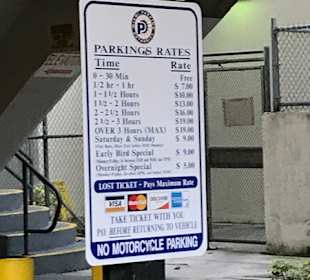 PARKINGS RATES
Time Rate
0 - 30 Min Free
1/2 hr - 1 hr $ 7.00
1 - 1 1/2 Hours $10.00
1 1/2 - 2 Hours $13.00
2 - 2 1/2 Hours $16.00
2 1/2 - 3 Hours $19.00
OVER 3 Hours (MAX) $19.00
Saturday & Sunday $ 9.00
Early Bird Special $ 9.00
Overnight Special $ 5.00
LOST TICKET - Pays Maximum Rate
VISA
TAKE TICKET WITH YOU
PAY BEFORE RETURNING TO VEHICLE
NO MOTORCYCLE PARKING